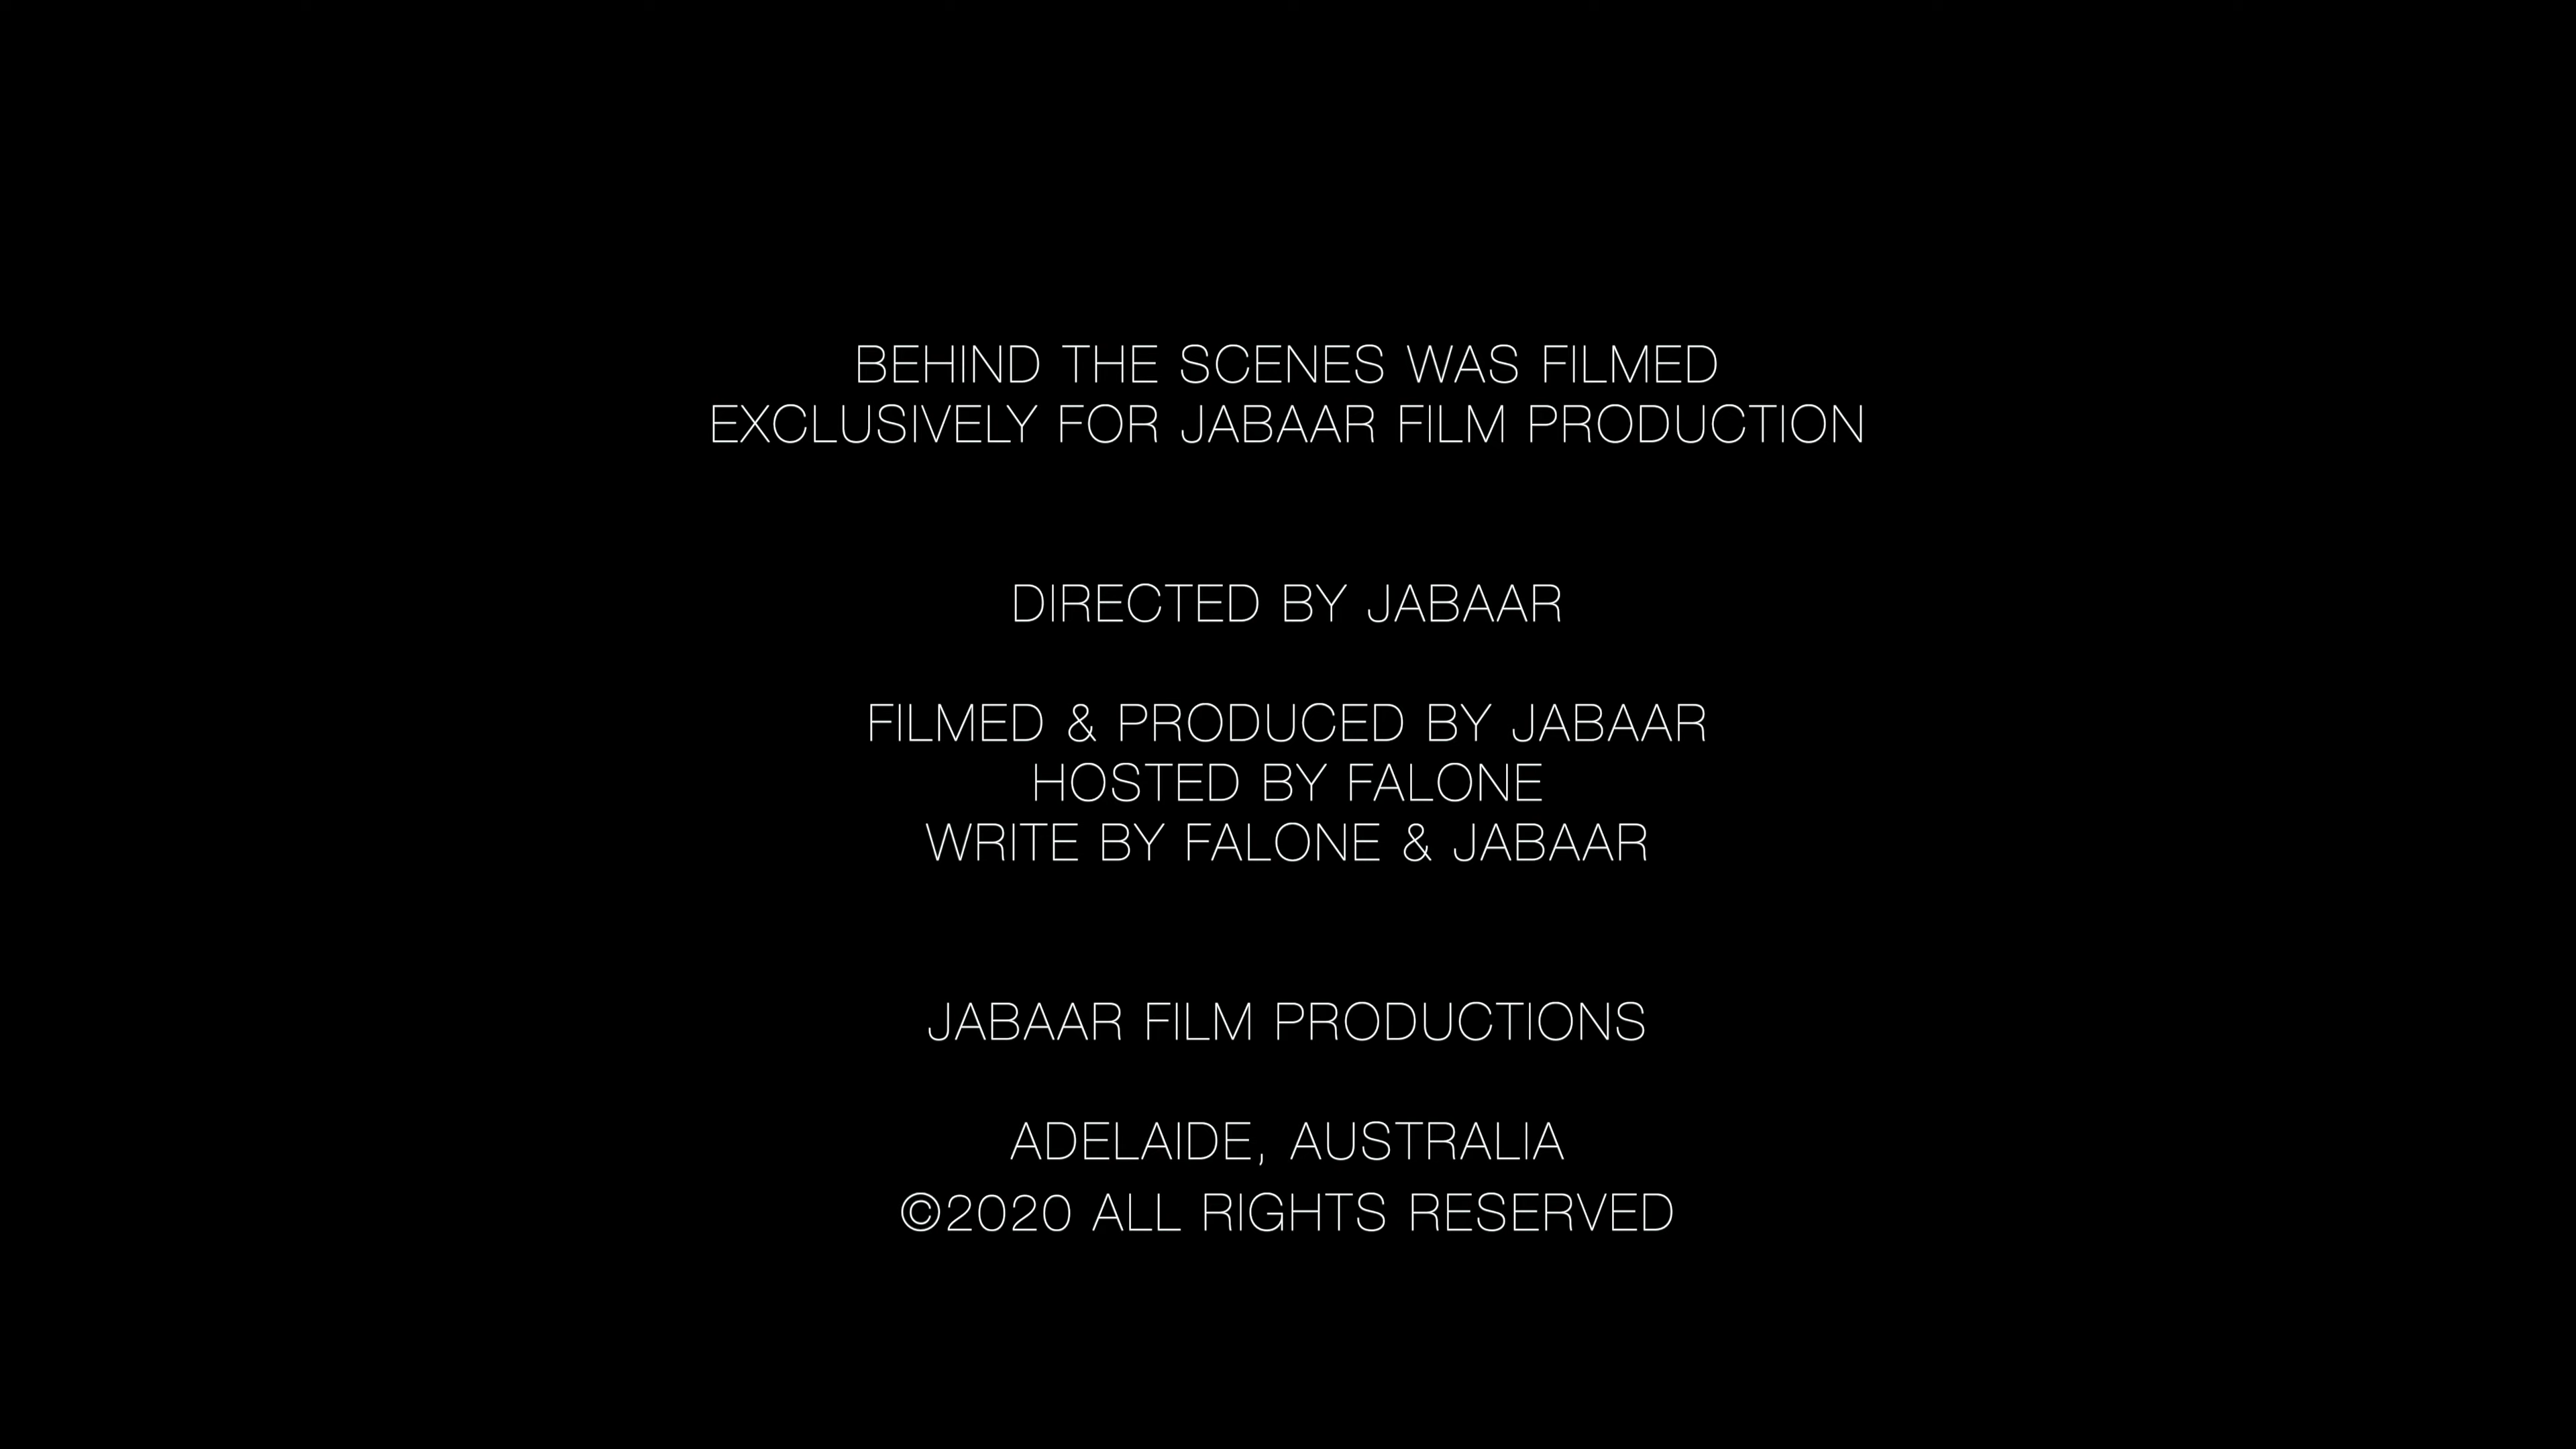 BEHIND THE SCENES WAS FILMED
EXCLUSIVELY FOR JABAAR FILM PRODUCTION
DIRECTED BY JABAAR
FILMED & PRODUCED BY JABAAR
HOSTED BY FALONE
WRITE BY FALONE & JABAAR
JABAAR FILM PRODUCTIONS
ADELAIDE, AUSTRALIA
©2020 ALL RIGHTS RESERVED